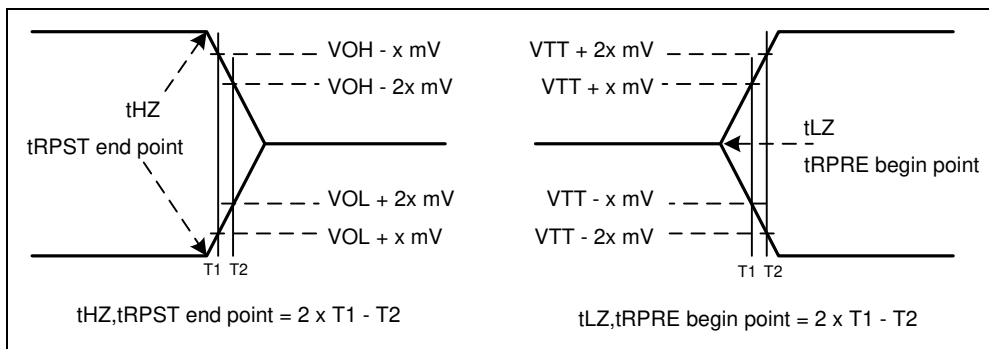 VOH - x mV
VOH - 2x mV
tHZ
tRPST end point
VOL + 2x mV
VOL + x mV
T1 T2
tHZ,tRPST end point = 2 x T1 - T2
VTT + 2x mV
VTT + x mV
tLZ
tRPRE begin point
VTT - x mV
VTT - 2x mV
T1 T2
tLZ,tRPRE begin point = 2 x T1 - T2